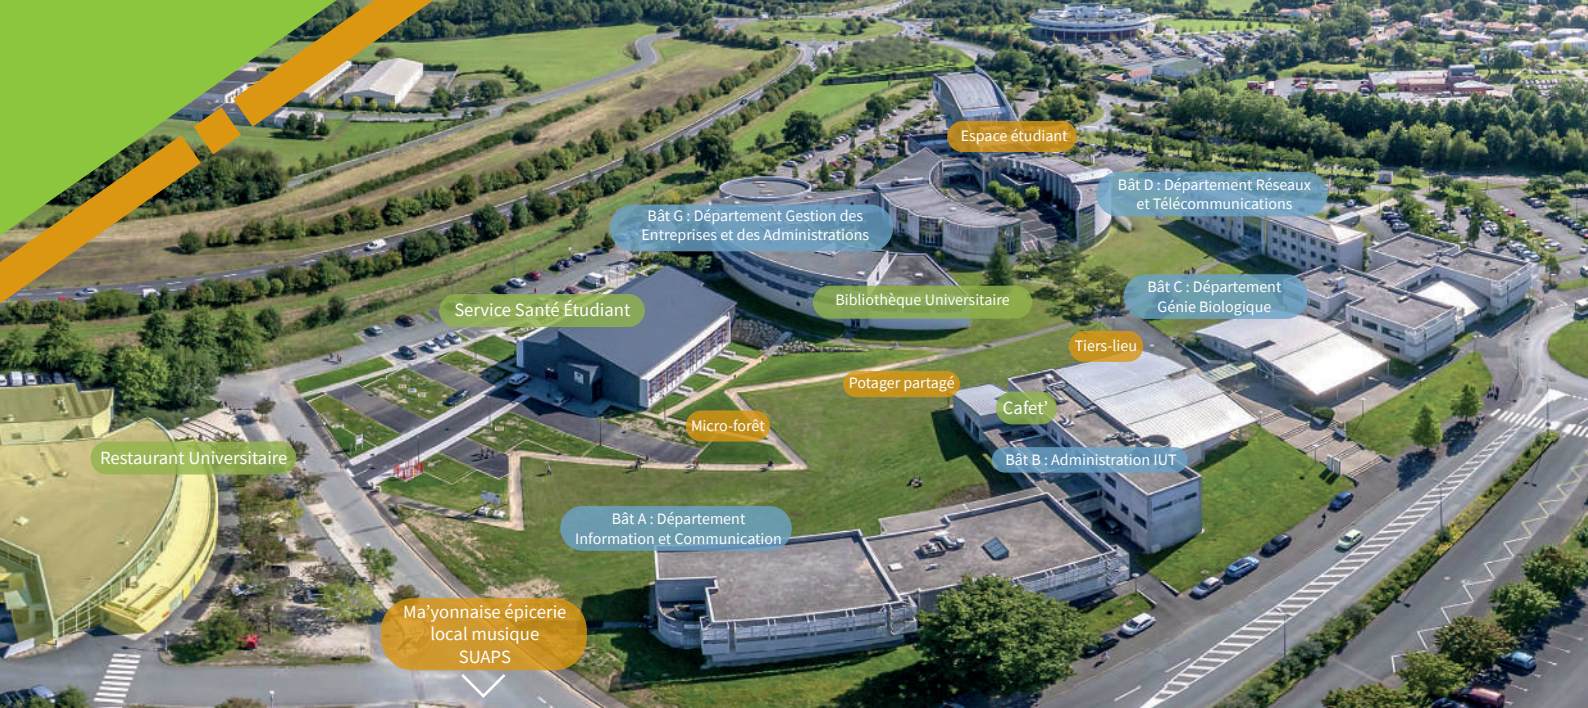 Espace étudiant
Bât D : Département Réseaux
et Télécommunications
Bât G : Département Gestion des
Entreprises et des Administrations
Bât C : Département
Génie Biologique
Bibliothèque Universitaire
Service Santé Étudiant
Tiers-lieu
Potager partagé
Cafet’
Micro-forêt
Restaurant Universitaire
Bât B : Administration IUT
Bât A : Département
Information et Communication
Ma’yonnaise épicerie
local musique
SUAPS